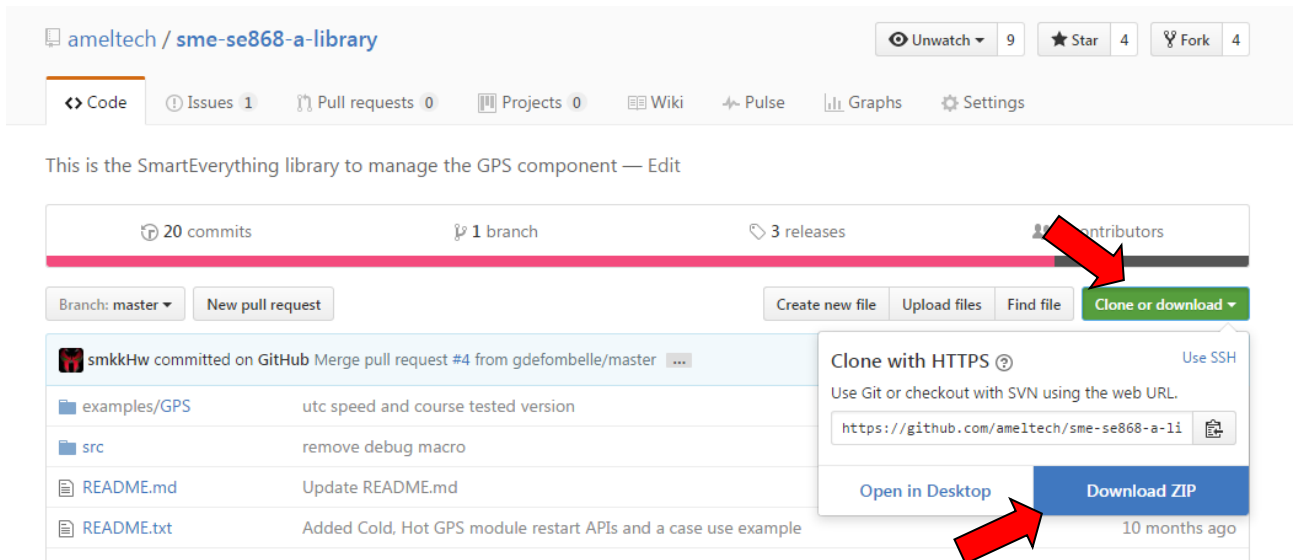 ameltech / sme-se868-a-library
Unwatch 9 Star 4 Fork 4
Code Issues 1 Pull requests 0 Projects 0 Wiki Pulse Graphs Settings
This is the SmartEverything library to manage the GPS component — Edit
20 commits 1 branch 3 releases
Branch: master New pull request Create new file Upload files Find file Clone or download
smkkHw committed on GitHub Merge pull request #4 from gdefombelle/master ...
Clone with HTTPS Use SSH
Use Git or checkout with SVN using the web URL.
https://github.com/ameltech/sme-se868-a-li
Open in Desktop Download ZIP
examples/GPS utc speed and course tested version
src remove debug macro
README.md Update README.md
README.txt Added Cold, Hot GPS module restart APIs and a case use example 10 months ago